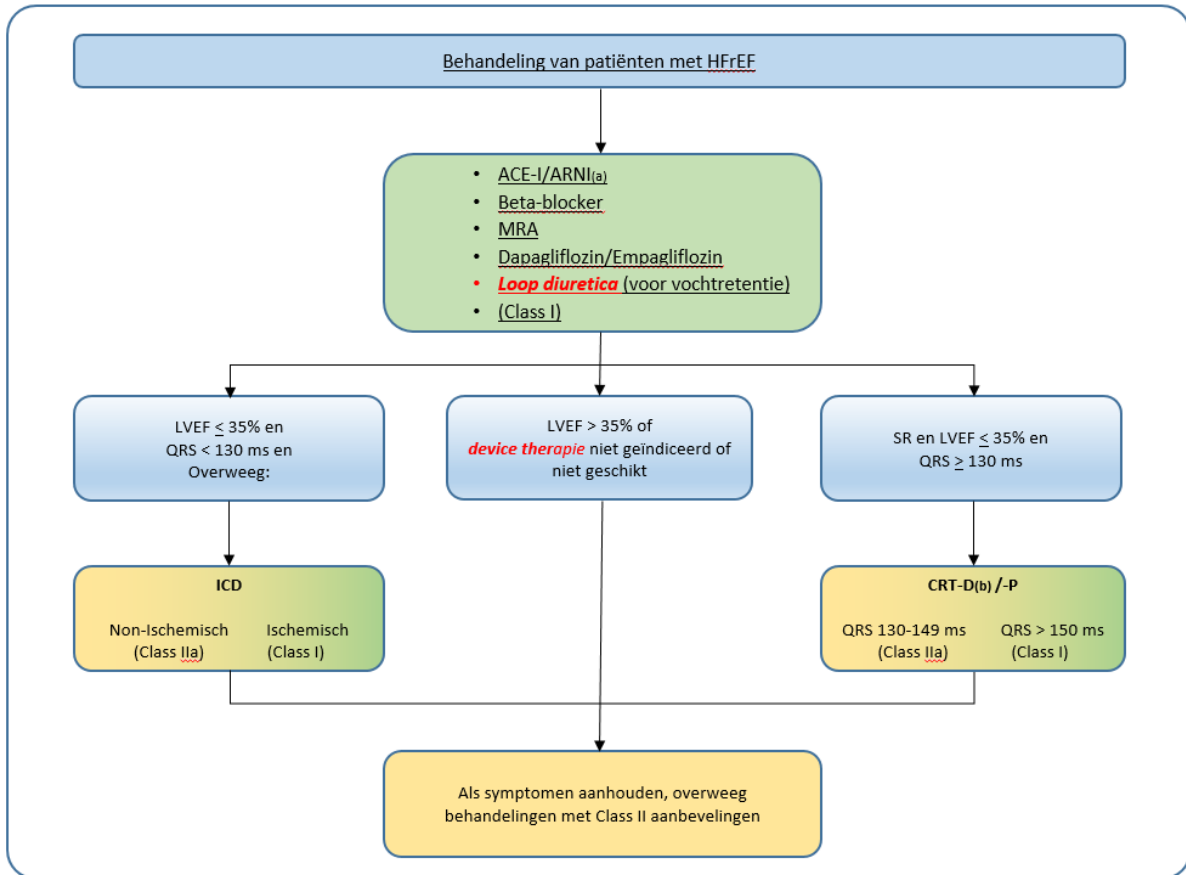 Behandeling van patiënten met HFrEF
• ACE-I/ARNI(a)
• Beta-blocker
• MRA
• Dapagliflozin/Empagliflozin
• Loop diuretica (voor vochtretentie)
• (Class I)
LVEF ≤ 35% en
QRS < 130 ms en
Overweeg:
LVEF > 35% of
device therapie niet geïndiceerd of
niet geschikt
SR en LVEF ≤ 35% en
QRS ≥ 130 ms
ICD
Non-Ischemisch Ischemisch
(Class IIa) (Class I)
CRT-D(b) /-P
QRS 130-149 ms QRS > 150 ms
(Class IIa) (Class I)
Als symptomen aanhouden, overweeg
behandelingen met Class II aanbevelingen